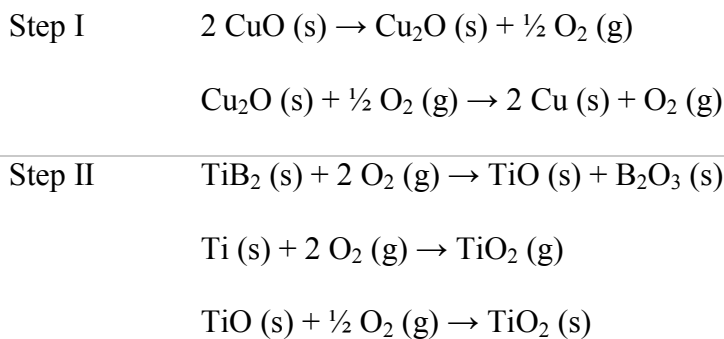 Step I 2 CuO (s) → Cu₂O (s) + ½ O₂ (g)
Cu₂O (s) + ½ O₂ (g) → 2 Cu (s) + O₂ (g)
Step II TiB₂ (s) + 2 O₂ (g) → TiO (s) + B₂O₃ (s)
Ti (s) + 2 O₂ (g) → TiO₂ (g)
TiO (s) + ½ O₂ (g) → TiO₂ (s)